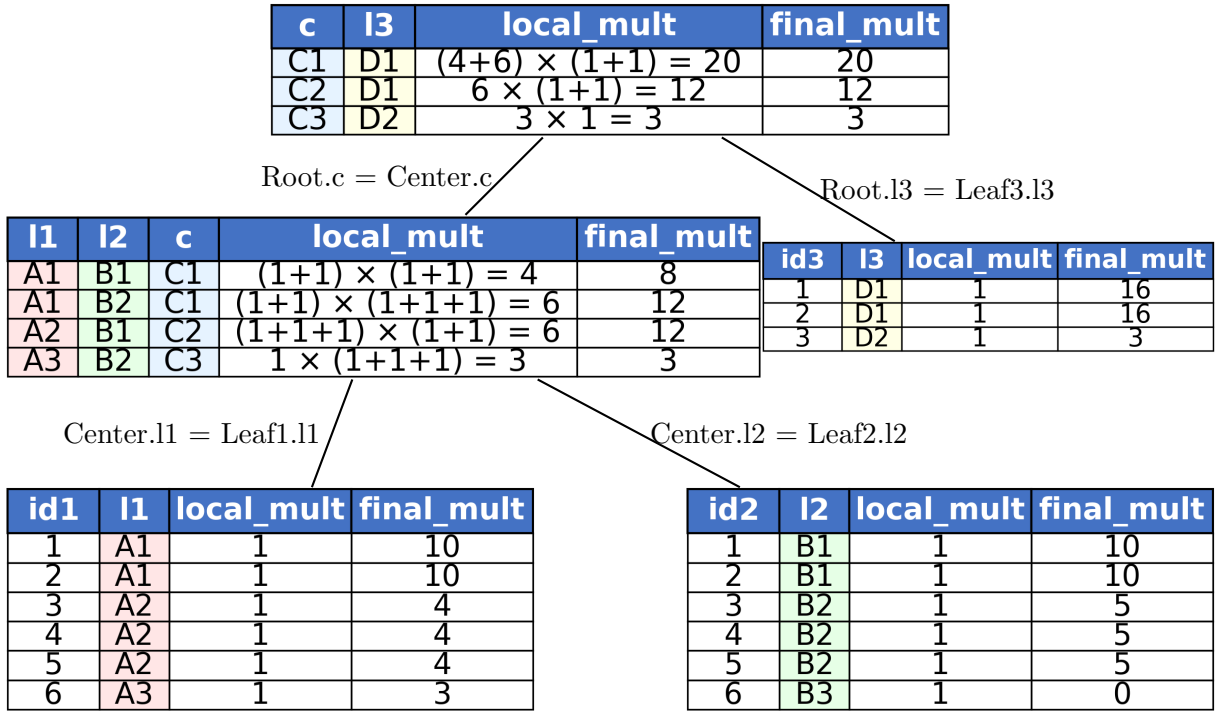 c l3 local_mult final_mult
C1 D1 (4+6) × (1+1) = 20 20
C2 D1 6 × (1+1) = 12 12
C3 D2 3 × 1 = 3 3
Root.c = Center.c
Root.l3 = Leaf3.l3
l1 l2 c local_mult final_mult
A1 B1 C1 (1+1) × (1+1) = 4 8
A1 B2 C1 (1+1) × (1+1+1) = 6 12
A2 B1 C2 (1+1+1) × (1+1) = 6 12
A3 B2 C3 1 × (1+1+1) = 3 3
id3 l3 local_mult final_mult
1 D1 1 16
2 D1 1 16
3 D2 1 3
Center.l1 = Leaf1.l1
Center.l2 = Leaf2.l2
id1 l1 local_mult final_mult
1 A1 1 10
2 A1 1 10
3 A2 1 4
4 A2 1 4
5 A2 1 4
6 A3 1 3
id2 l2 local_mult final_mult
1 B1 1 10
2 B1 1 10
3 B2 1 5
4 B2 1 5
5 B2 1 5
6 B3 1 0